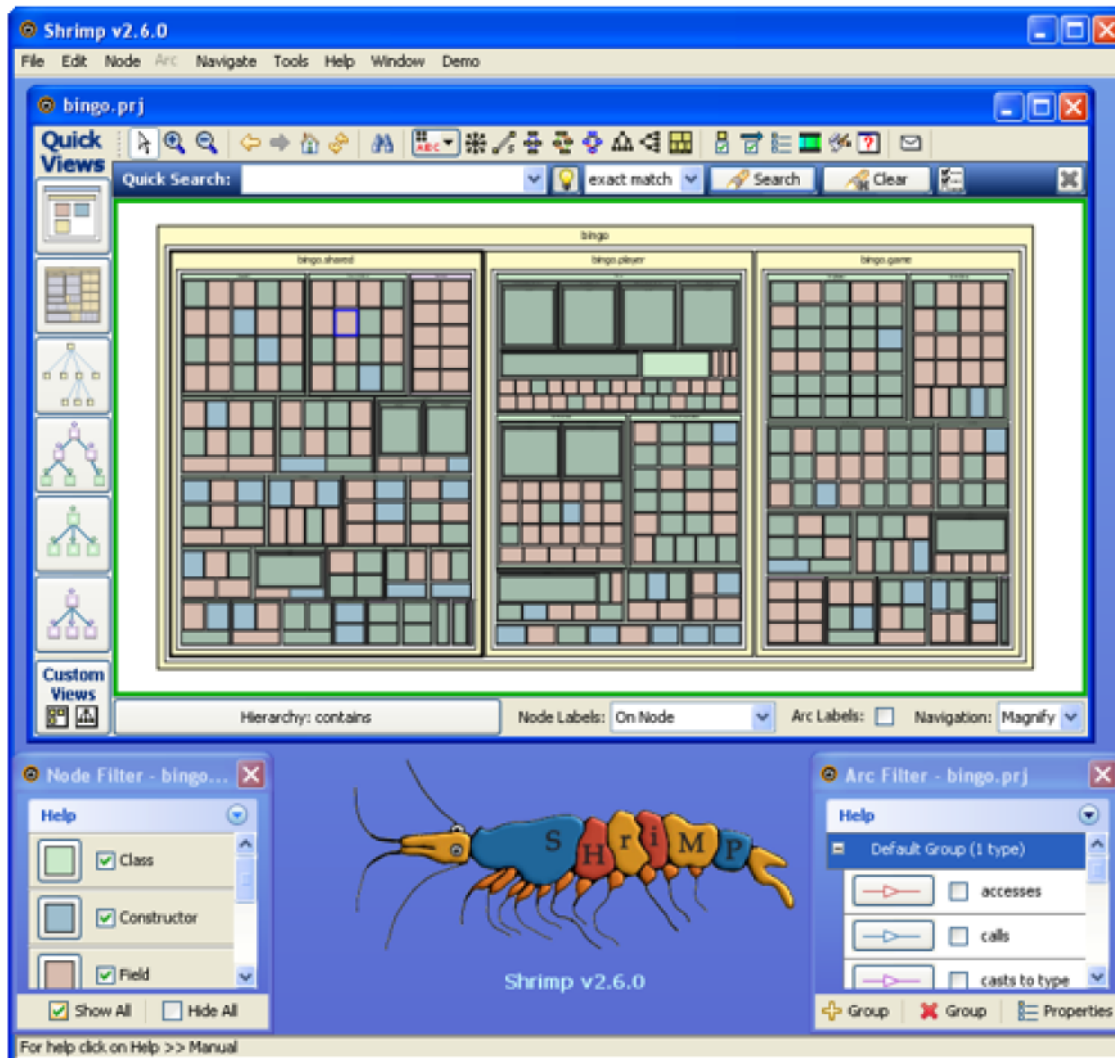 Shrimp v2.6.0
File Edit Node Arc Navigate Tools Help Window Demo
bingo.prj
Quick Views
ABC
S
Quick Search: exact match Search Clear
bingo
bingo.shared bingo.player bingo.game
Custom Views
Hierarchy: contains Node Labels: On Node Arc Labels: Navigation: Magnify
Node Filter - bingo...
Help
Class
Constructor
Field
Show All Hide All
SHriMP
Shrimp v2.6.0
Arc Filter - bingo.prj
Help
Default Group (1 type)
accesses
calls
casts to type
Group Group Properties
For help click on Help >> Manual